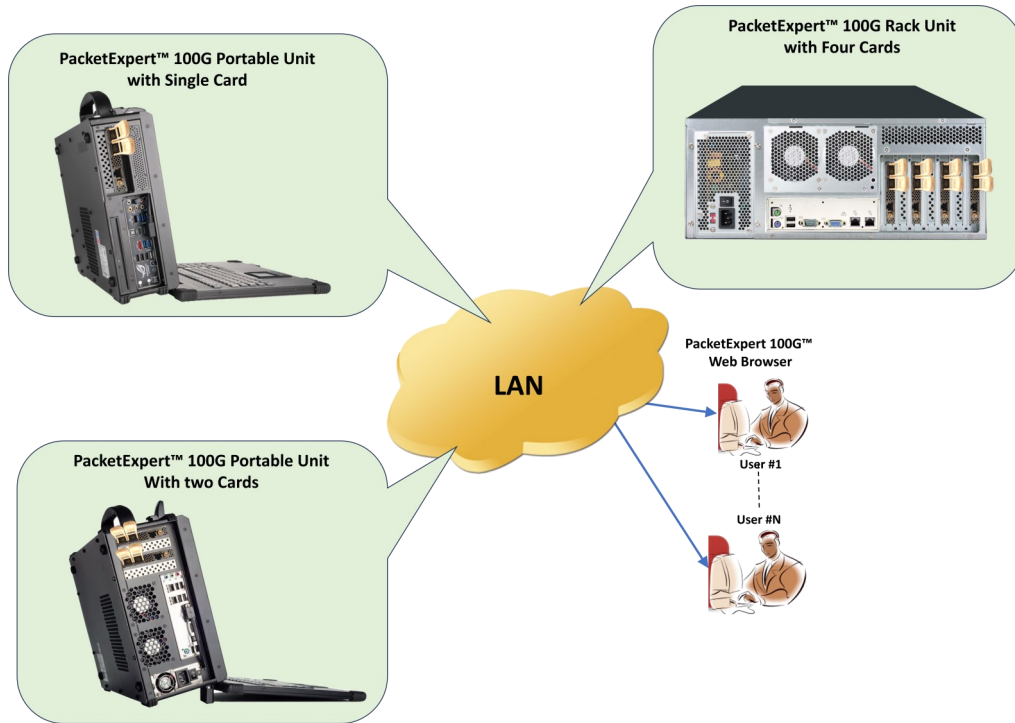 PacketExpert™ 100G Portable Unit
with Single Card
PacketExpert™ 100G Rack Unit
with Four Cards
LAN
PacketExpert 100G™
Web Browser
User #1
User #N
PacketExpert™ 100G Portable Unit
With two Cards